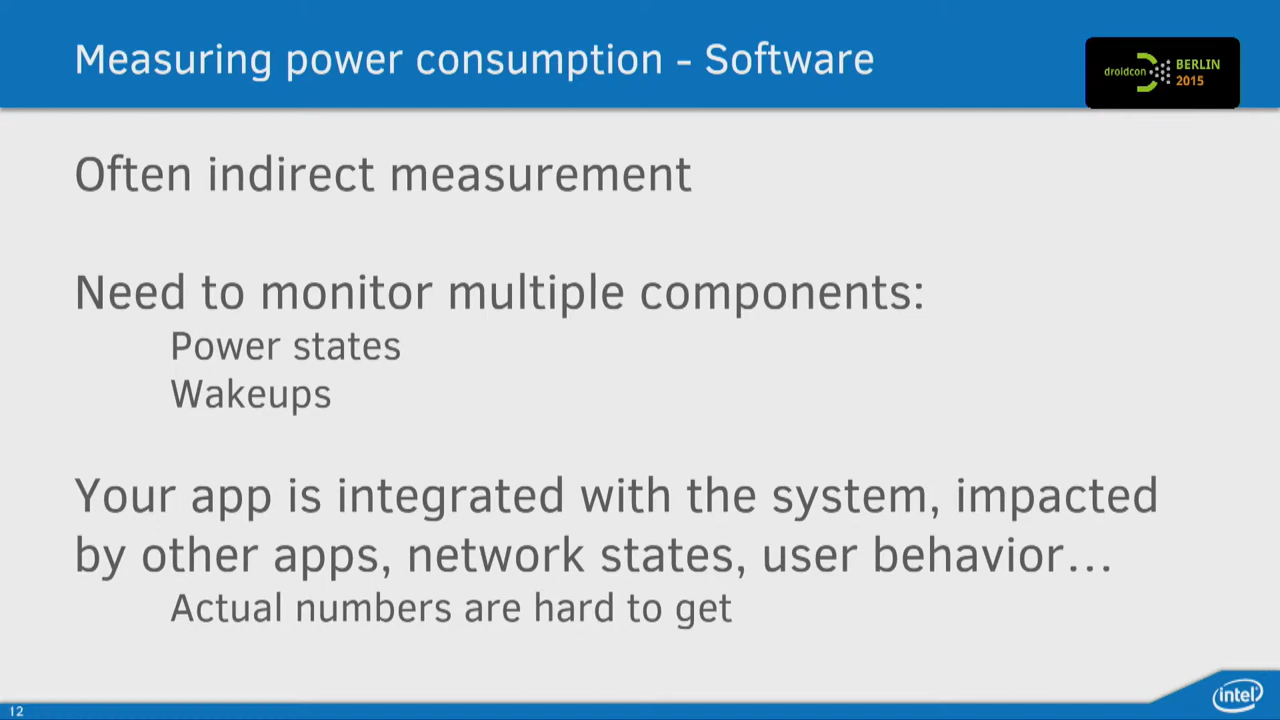 Measuring power consumption - Software
droidcon
BERLIN
2015
Often indirect measurement
Need to monitor multiple components:
Power states
Wakeups
Your app is integrated with the system, impacted
by other apps, network states, user behavior...
Actual numbers are hard to get
12
intel